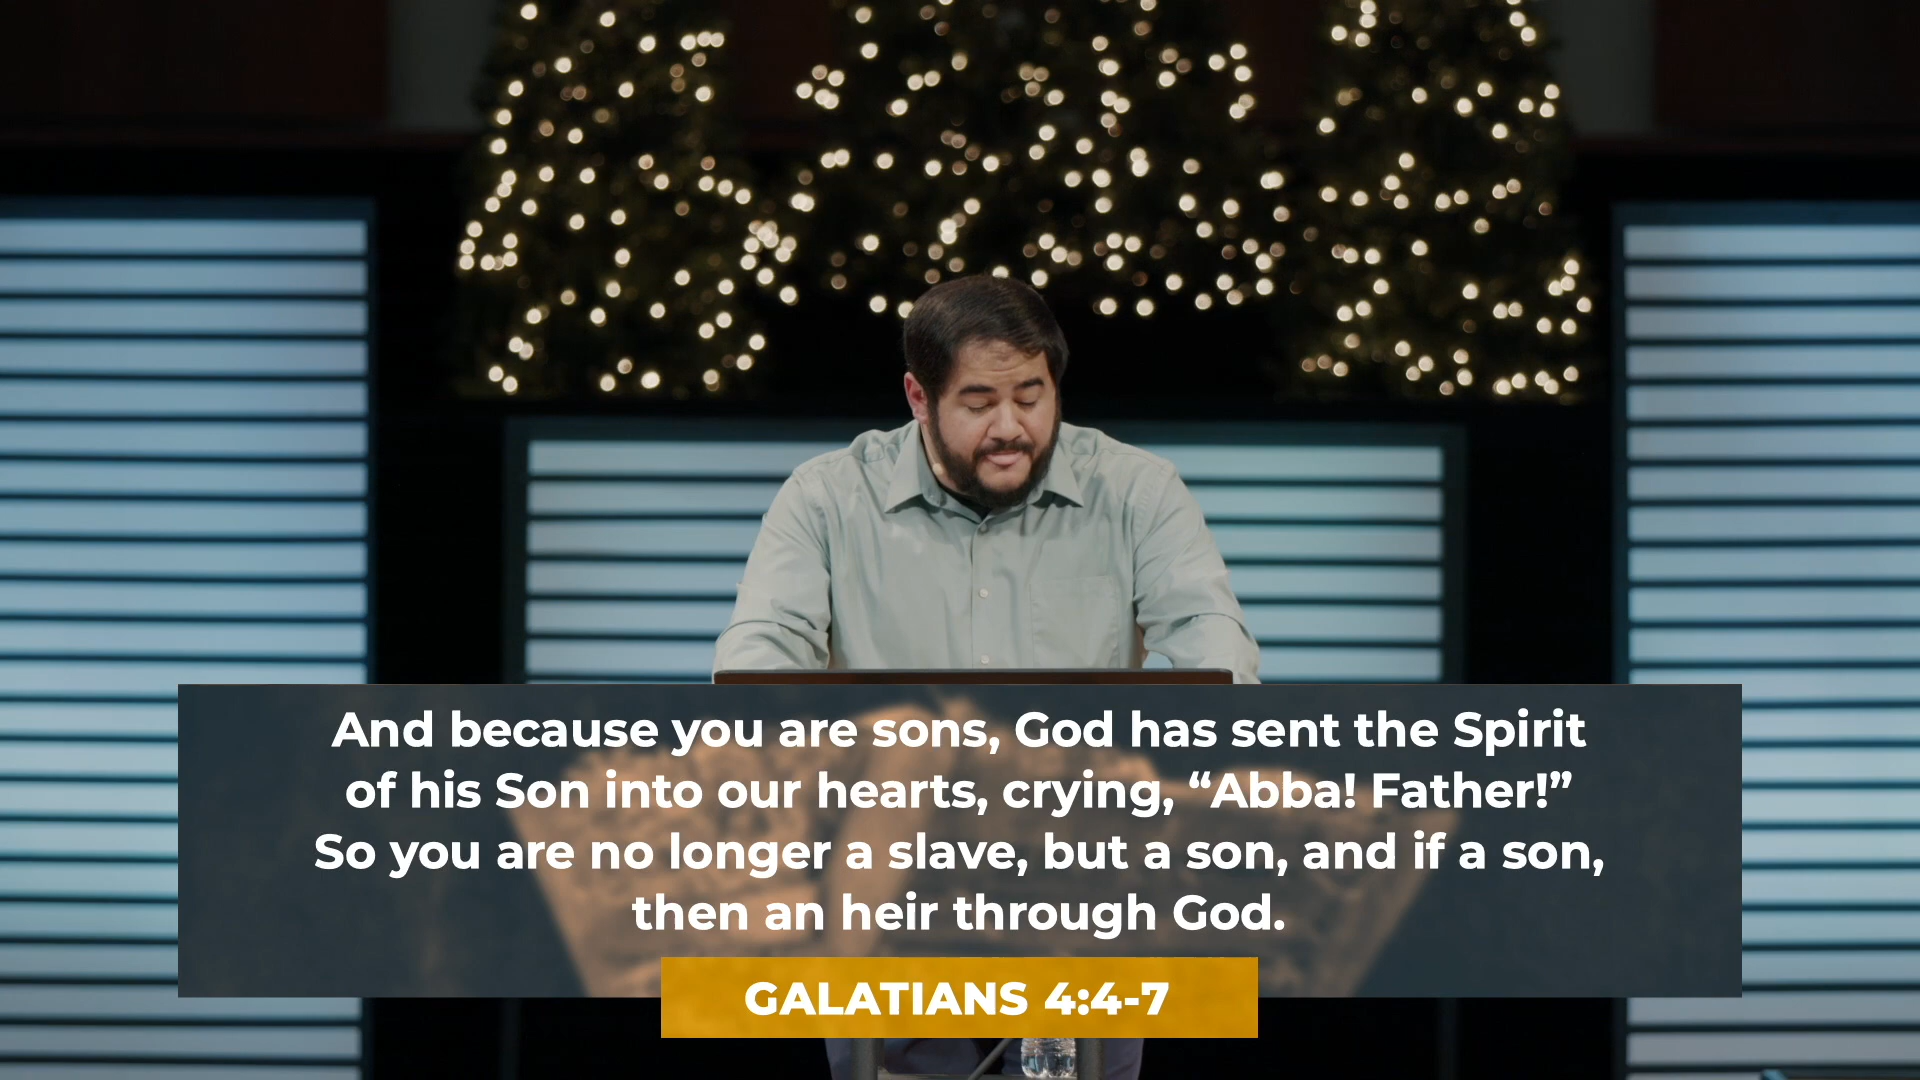 And because you are sons, God has sent the Spirit
of his Son into our hearts, crying, “Abba! Father!”
So you are no longer a slave, but a son, and if a son,
then an heir through God.
GALATIANS 4:4-7